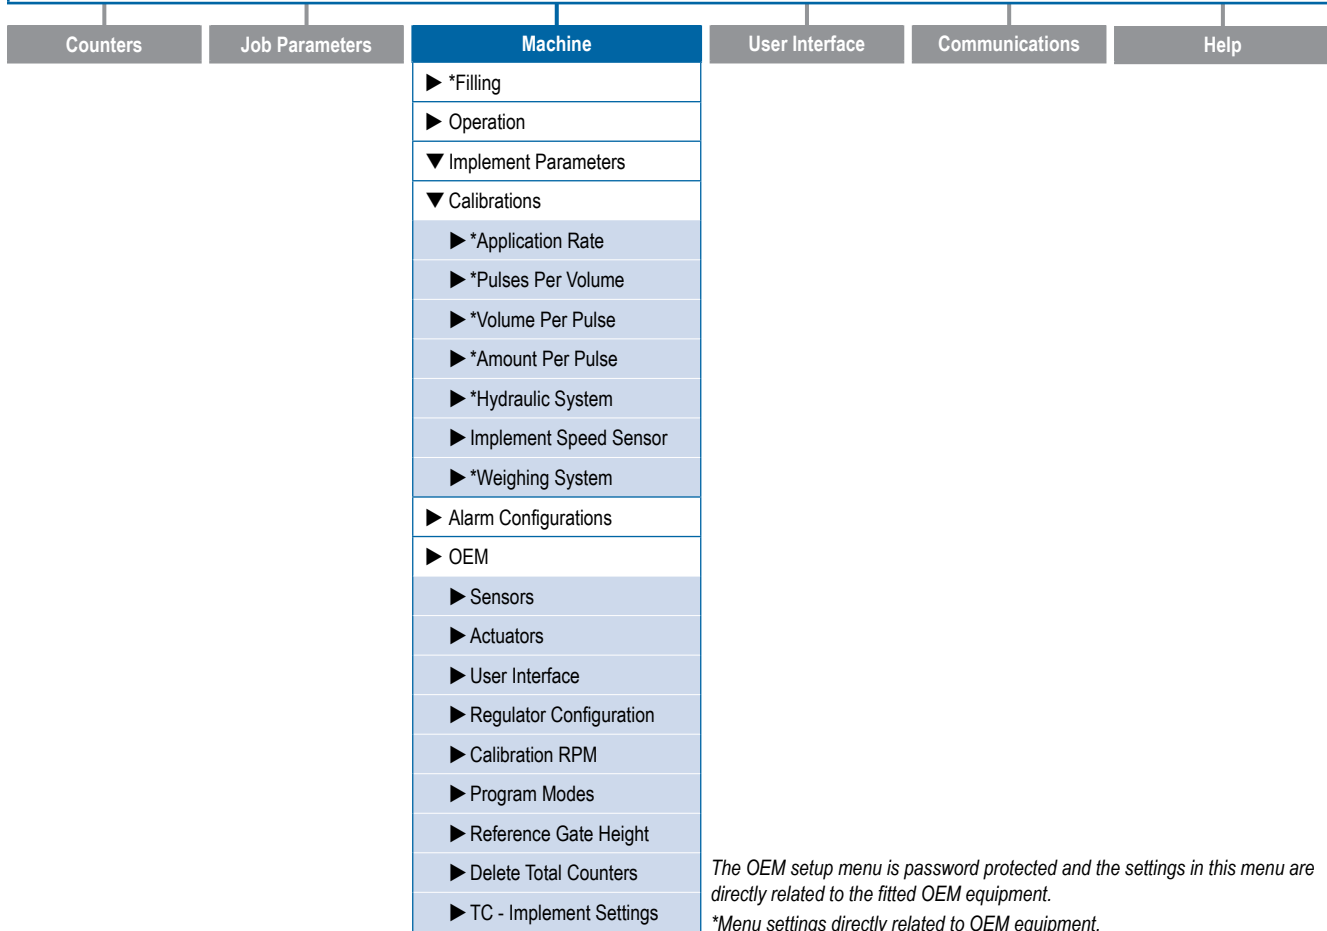 Counters
Job Parameters
Machine
User Interface
Communications
Help
▶ *Filling
▶ Operation
▼ Implement Parameters
▼ Calibrations
▶ *Application Rate
▶ *Pulses Per Volume
▶ *Volume Per Pulse
▶ *Amount Per Pulse
▶ *Hydraulic System
▶ Implement Speed Sensor
▶ *Weighing System
▶ Alarm Configurations
▶ OEM
▶ Sensors
▶ Actuators
▶ User Interface
▶ Regulator Configuration
▶ Calibration RPM
▶ Program Modes
▶ Reference Gate Height
▶ Delete Total Counters
▶ TC - Implement Settings
The OEM setup menu is password protected and the settings in this menu are
directly related to the fitted OEM equipment.
*Menu settings directly related to OEM equipment.